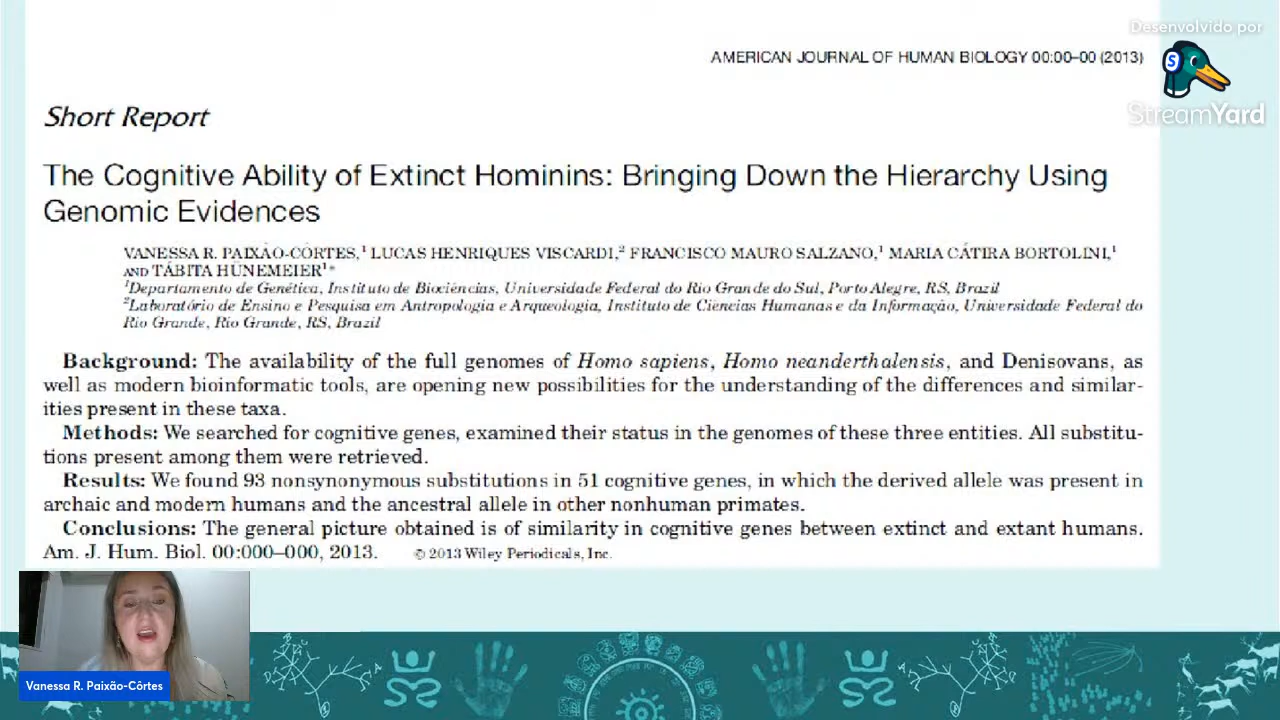 Desenvolvido por
StreamYard
AMERICAN JOURNAL OF HUMAN BIOLOGY 00:00–00 (2013)
Short Report
The Cognitive Ability of Extinct Hominins: Bringing Down the Hierarchy Using
Genomic Evidences
VANESSA R. PAIXÃO-CÔRTES,¹ LUCAS HENRIQUES VISCARDI,² FRANCISCO MAURO SALZANO,¹ MARIA CÁTIRA BORTOLINI,¹
AND TÁBITA HÜNEMEIER¹*
¹Departamento de Genética, Instituto de Biociências, Universidade Federal do Rio Grande do Sul, Porto Alegre, RS, Brazil
²Laboratório de Ensino e Pesquisa em Antropologia e Arqueologia, Instituto de Ciencias Humanas e da Informação, Universidade Federal do
Rio Grande, Rio Grande, RS, Brazil
Background: The availability of the full genomes of Homo sapiens, Homo neanderthalensis, and Denisovans, as
well as modern bioinformatic tools, are opening new possibilities for the understanding of the differences and similar-
ities present in these taxa.
Methods: We searched for cognitive genes, examined their status in the genomes of these three entities. All substitu-
tions present among them were retrieved.
Results: We found 93 nonsynonymous substitutions in 51 cognitive genes, in which the derived allele was present in
archaic and modern humans and the ancestral allele in other nonhuman primates.
Conclusions: The general picture obtained is of similarity in cognitive genes between extinct and extant humans.
Am. J. Hum. Biol. 00:000–000, 2013. © 2013 Wiley Periodicals, Inc.
Vanessa R. Paixão-Côrtes